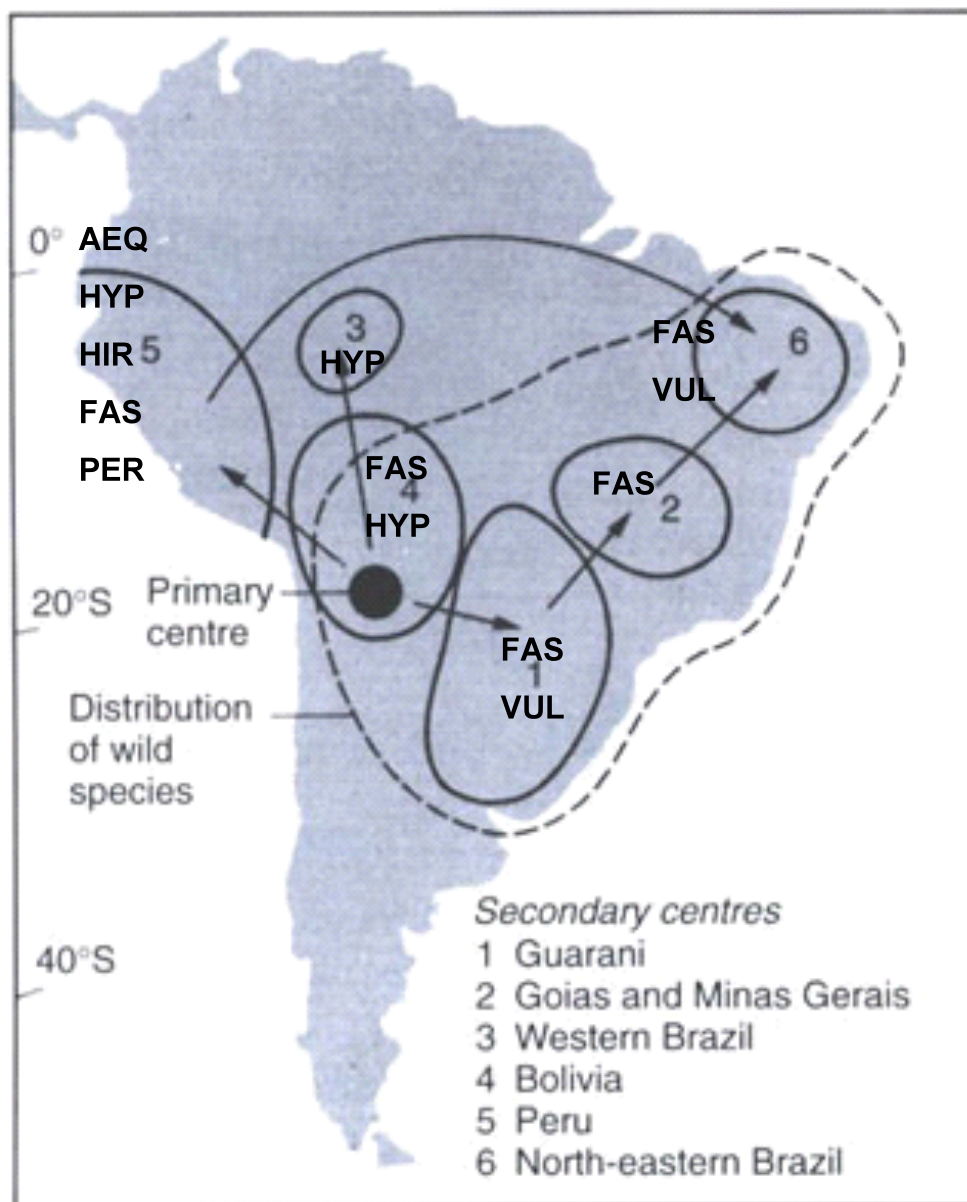 0°
AEQ
HYP
HIR 5
FAS
PER
3
HYP
FAS
4
HYP
FAS
VUL
6
FAS
2
20°S
Primary
centre
FAS
1
VUL
Distribution
of wild
species
40°S
Secondary centres
1 Guarani
2 Goias and Minas Gerais
3 Western Brazil
4 Bolivia
5 Peru
6 North-eastern Brazil